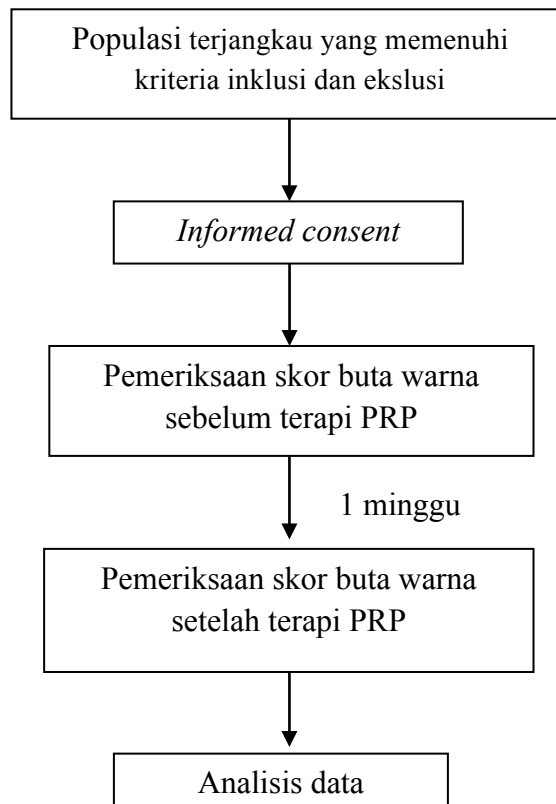 Populasi terjangkau yang memenuhi
kriteria inklusi dan ekslusi
Informed consent
Pemeriksaan skor buta warna
sebelum terapi PRP
1 minggu
Pemeriksaan skor buta warna
setelah terapi PRP
Analisis data